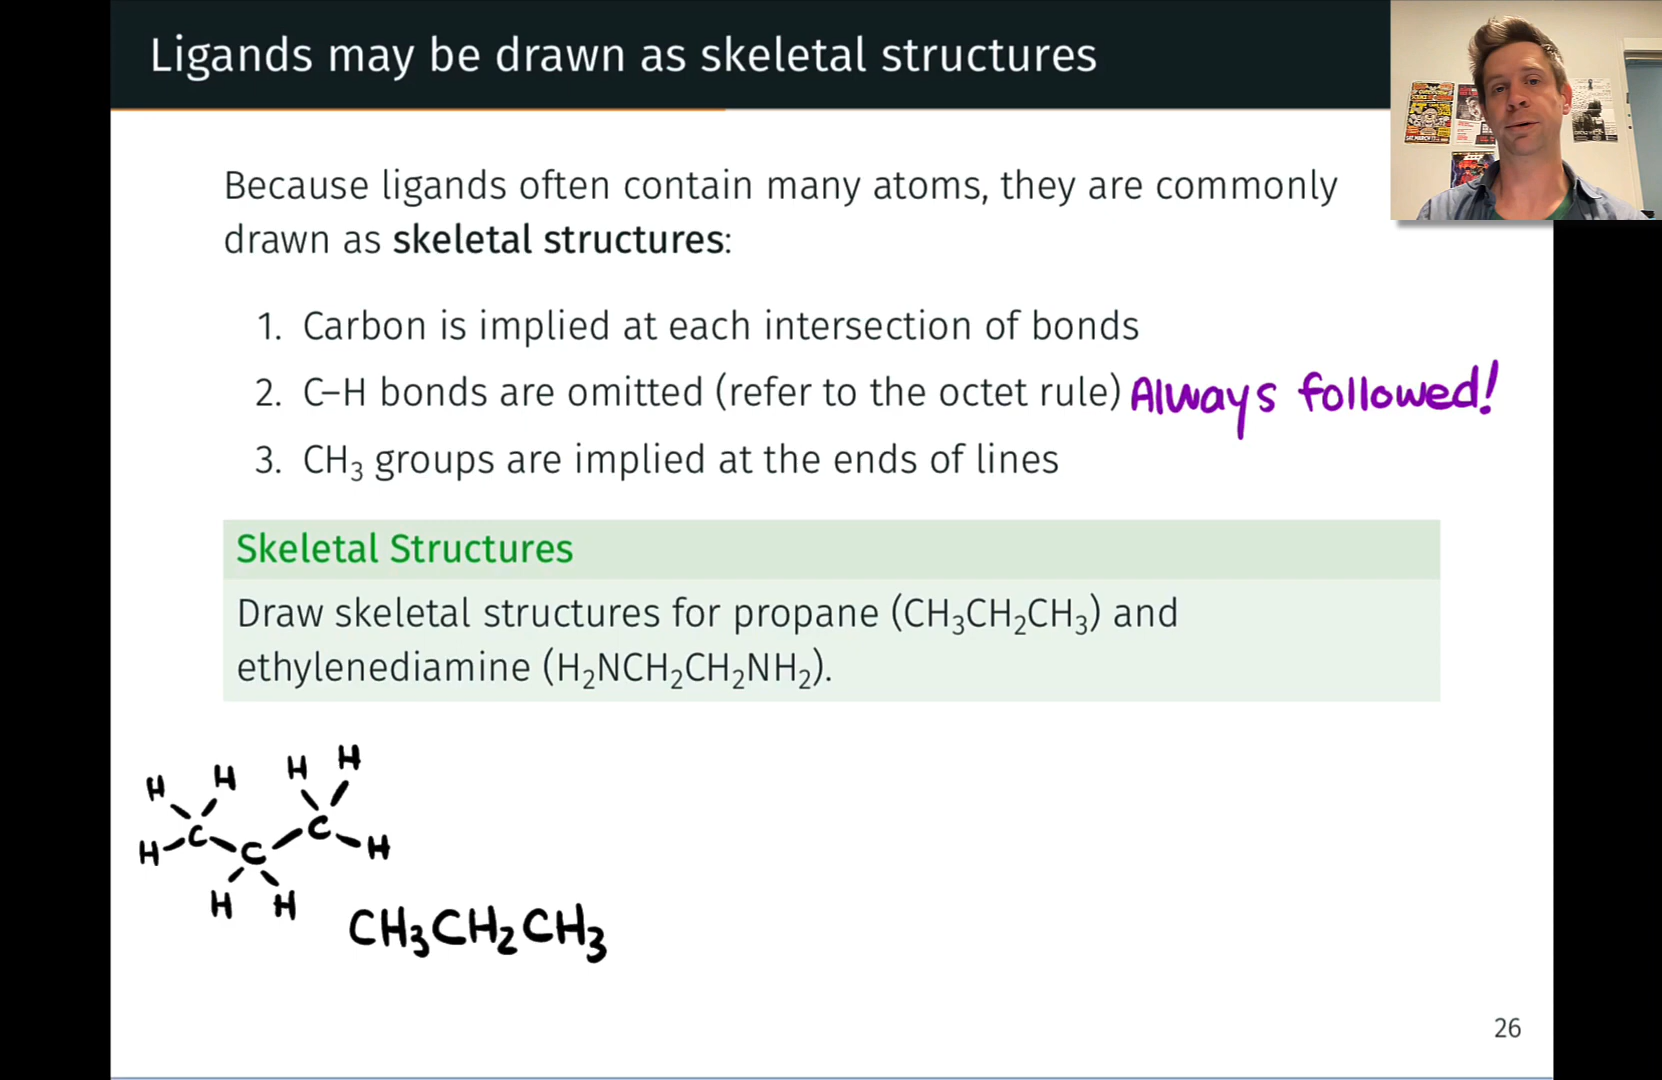 Ligands may be drawn as skeletal structures
Because ligands often contain many atoms, they are commonly
drawn as skeletal structures:
1. Carbon is implied at each intersection of bonds
2. C–H bonds are omitted (refer to the octet rule) Always followed!
3. CH₃ groups are implied at the ends of lines
Skeletal Structures
Draw skeletal structures for propane (CH₃CH₂CH₃) and
ethylenediamine (H₂NCH₂CH₂NH₂).
H H H H
C C
H C H
H H
CH₃CH₂CH₃
26